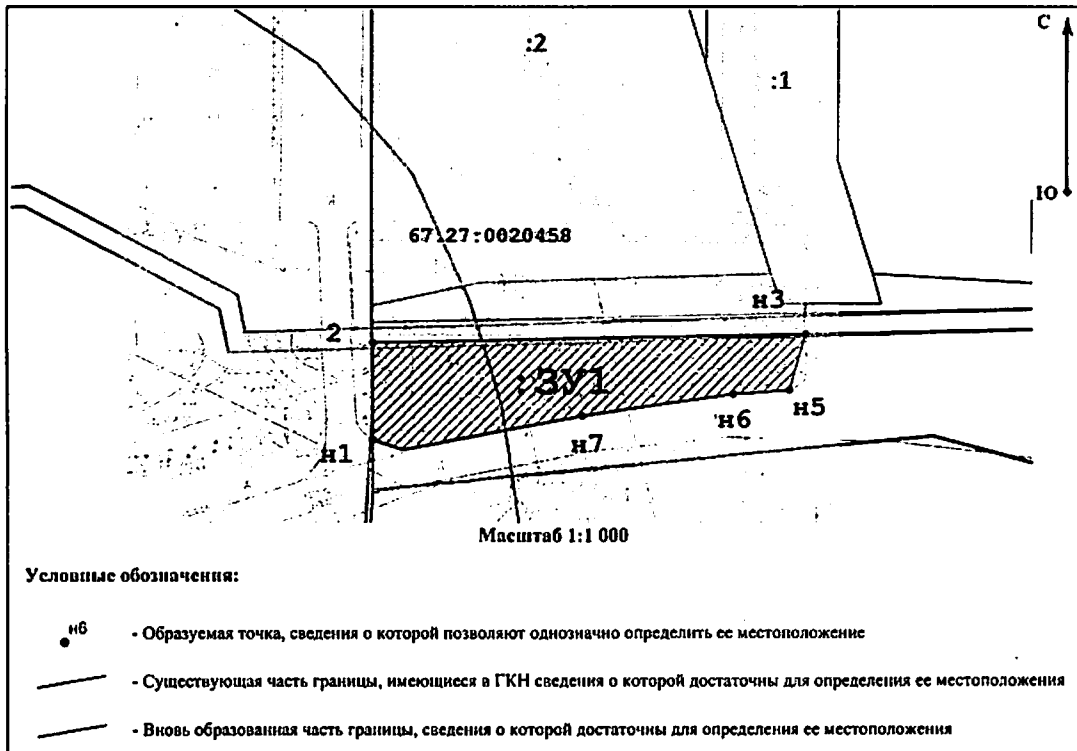 С
:2
:1
Ю
67:27:0020458
н3
2
:ЗУ1
н5
н6
н7
н1
Масштаб 1:1 000
Условные обозначения:
н6
- Образуемая точка, сведения о которой позволяют однозначно определить ее местоположение
- Существующая часть границы, имеющиеся в ГКН сведения о которой достаточны для определения ее местоположения
- Вновь образованная часть границы, сведения о которой достаточны для определения ее местоположения